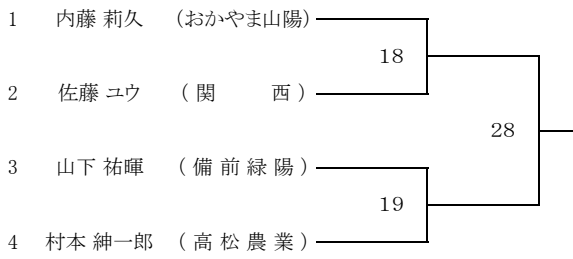 1 内藤 莉久 (おかやま山陽)
18
2 佐藤 ユウ (関 西)
28
3 山下 祐暉 (備前緑陽)
19
4 村本 紳一郎 (高松農業)